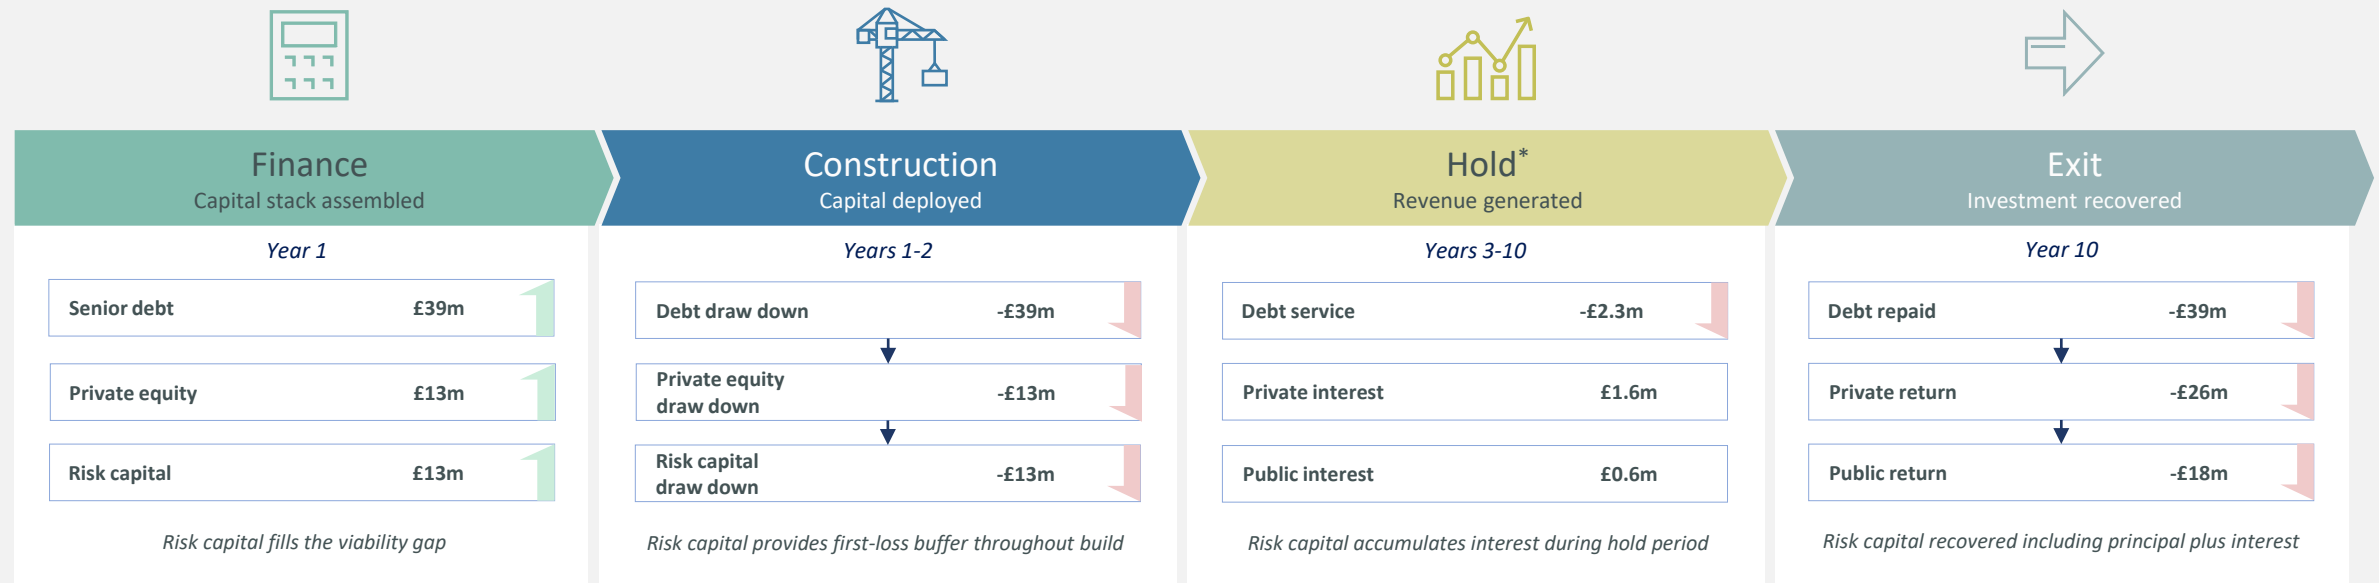 Finance
Capital stack assembled
Year 1
Senior debt £39m
Private equity £13m
Risk capital £13m
Risk capital fills the viability gap
Construction
Capital deployed
Years 1-2
Debt draw down -£39m
Private equity
draw down -£13m
Risk capital
draw down -£13m
Risk capital provides first-loss buffer throughout build
Hold*
Revenue generated
Years 3-10
Debt service -£2.3m
Private interest £1.6m
Public interest £0.6m
Risk capital accumulates interest during hold period
Exit
Investment recovered
Year 10
Debt repaid -£39m
Private return -£26m
Public return -£18m
Risk capital recovered including principal plus interest